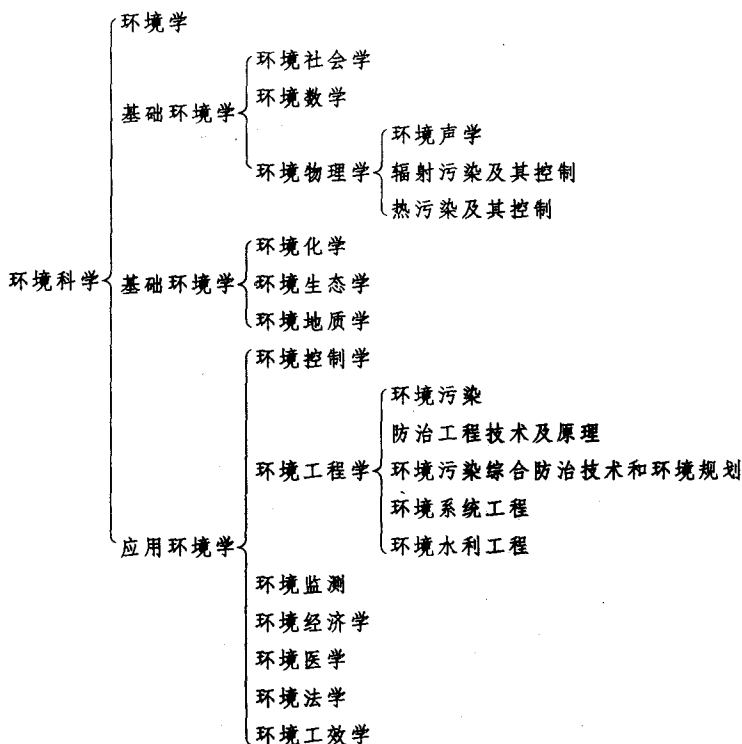 环境学
环境社会学
环境数学
基础环境学
环境声学
环境物理学
辐射污染及其控制
热污染及其控制
环境化学
环境科学
基础环境学
环境生态学
环境地质学
环境控制学
环境污染
防治工程技术及原理
环境工程学
环境污染综合防治技术和环境规划
环境系统工程
应用环境学
环境水利工程
环境监测
环境经济学
环境医学
环境法学
环境工效学